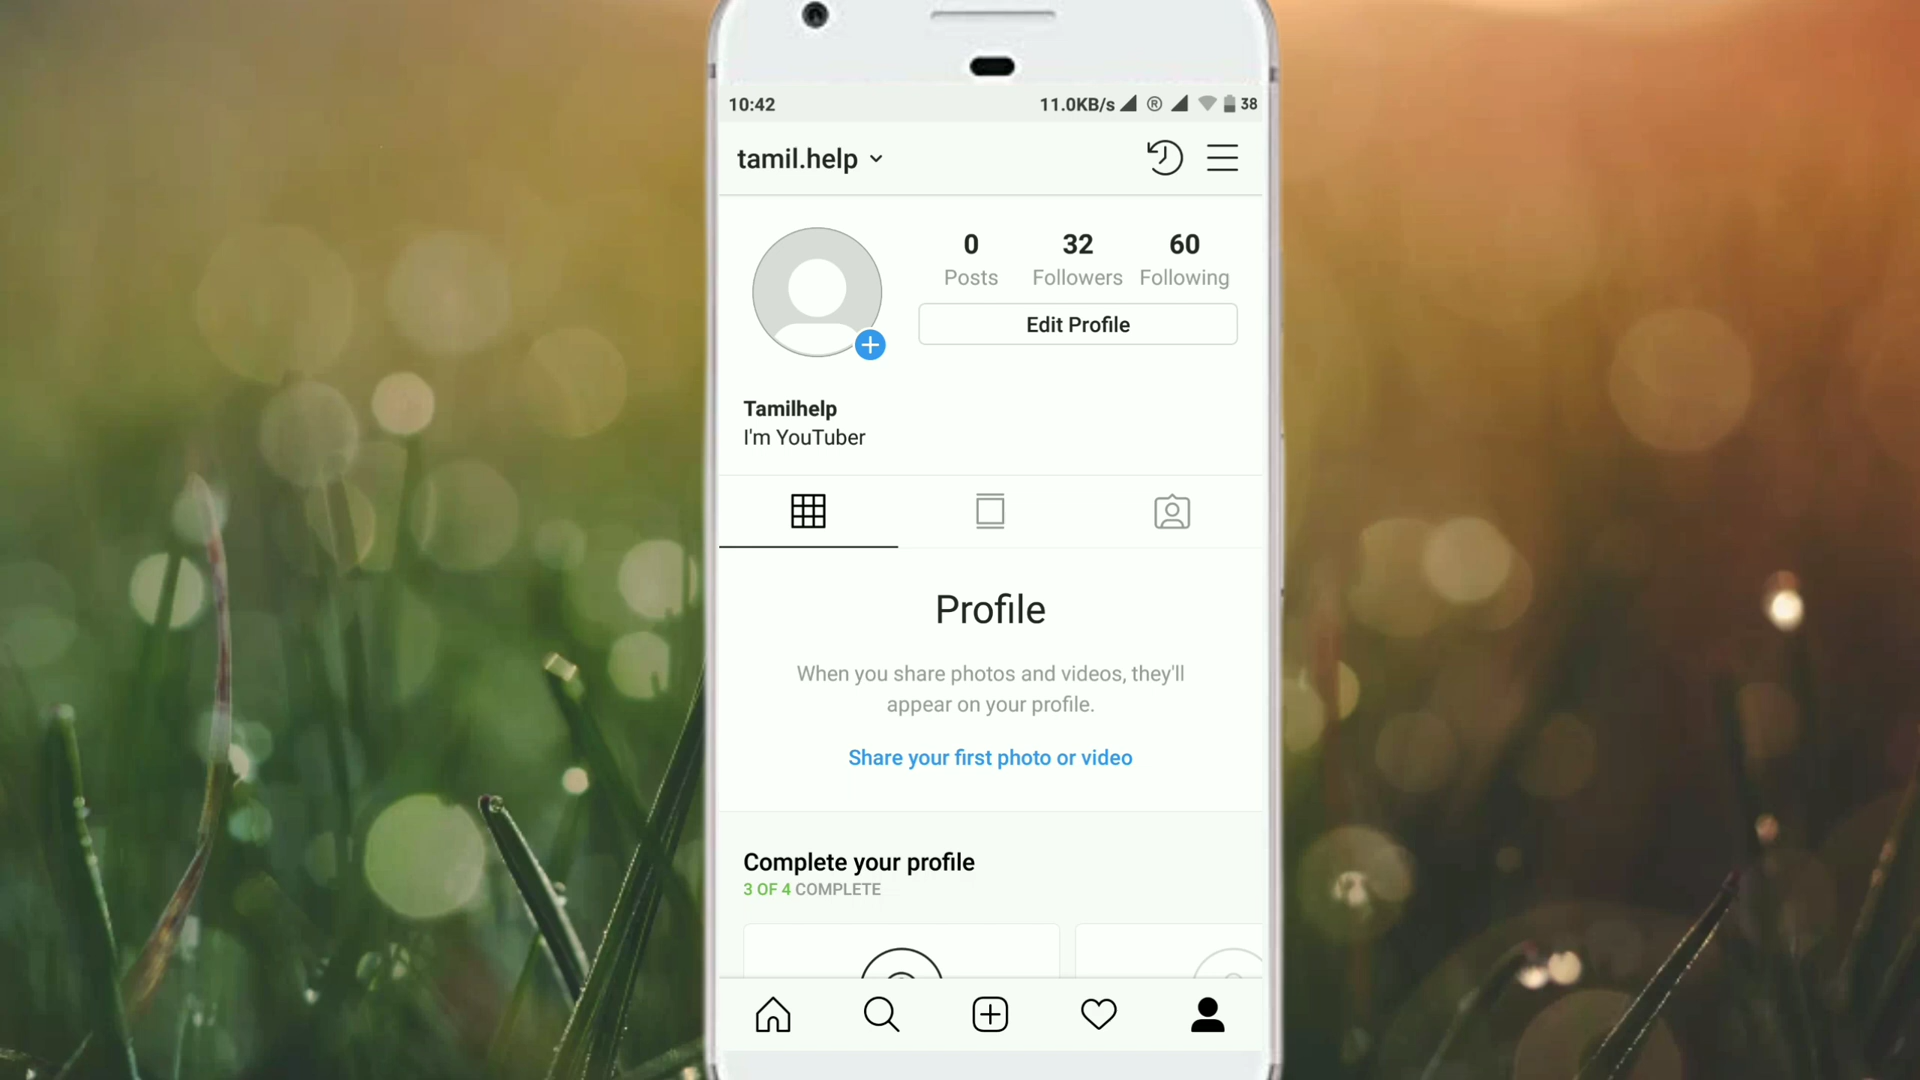 10:42 11.0KB/s ® 38
tamil.help
0 32 60
Posts Followers Following
Edit Profile
Tamilhelp
I'm YouTuber
Profile
When you share photos and videos, they'll
appear on your profile.
Share your first photo or video
Complete your profile
3 OF 4 COMPLETE